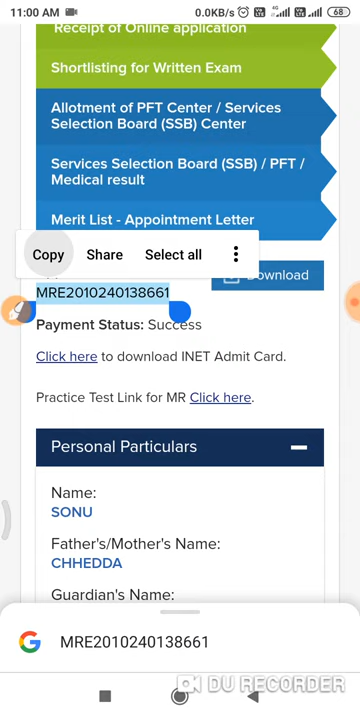 11:00 AM
0.0KB/s
4G
68
Receipt of Online application
Shortlisting for Written Exam
Allotment of PFT Center / Services
Selection Board (SSB) Center
Services Selection Board (SSB) / PFT /
Medical result
Merit List - Appointment Letter
Copy Share Select all
Download
MRE2010240138661
Payment Status: Success
Click here to download INET Admit Card.
Practice Test Link for MR Click here.
Personal Particulars
Name:
SONU
Father's/Mother's Name:
CHHEDDA
Guardian's Name:
MRE2010240138661
DU RECORDER